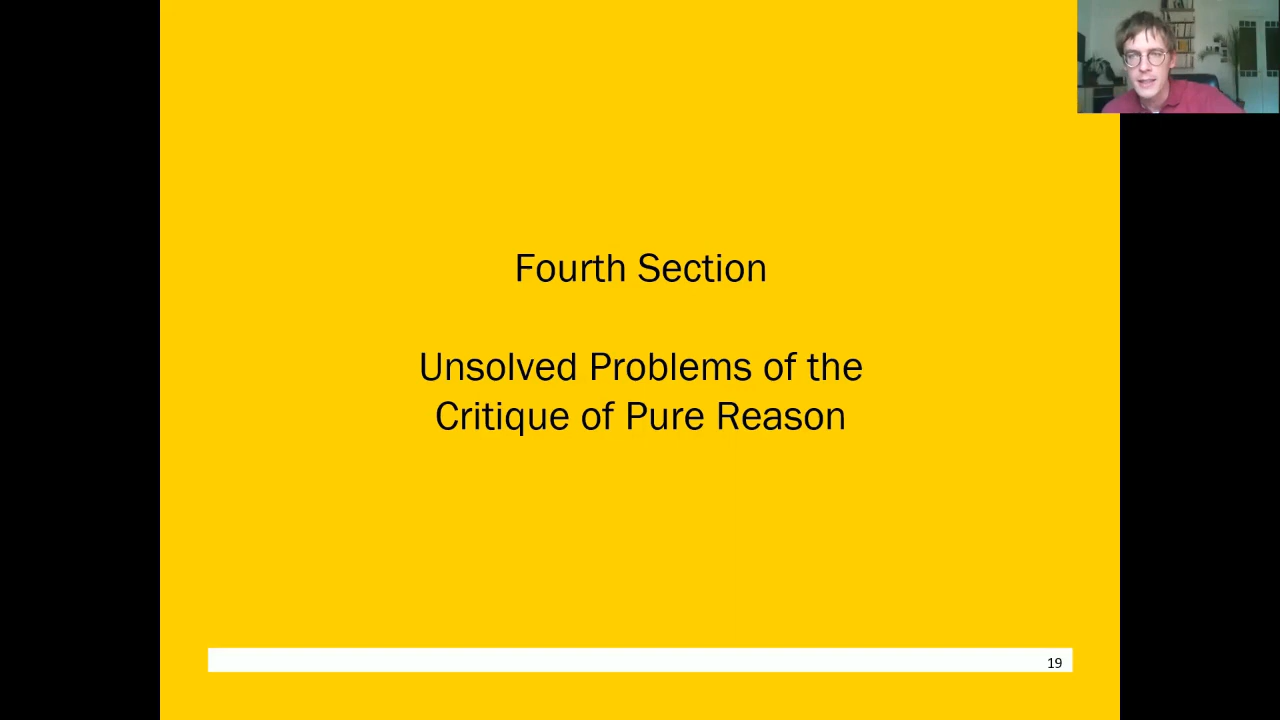 Fourth Section
Unsolved Problems of the
Critique of Pure Reason
19